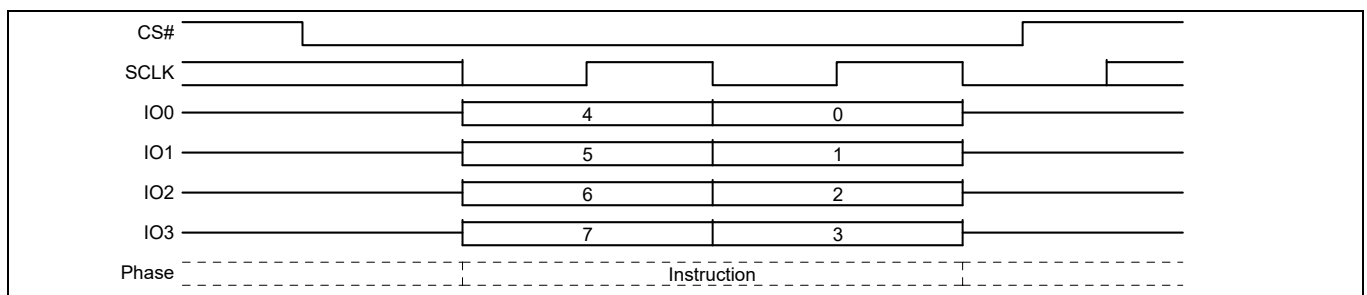 CS#
SCLK
IO0 4 0
IO1 5 1
IO2 6 2
IO3 7 3
Phase Instruction